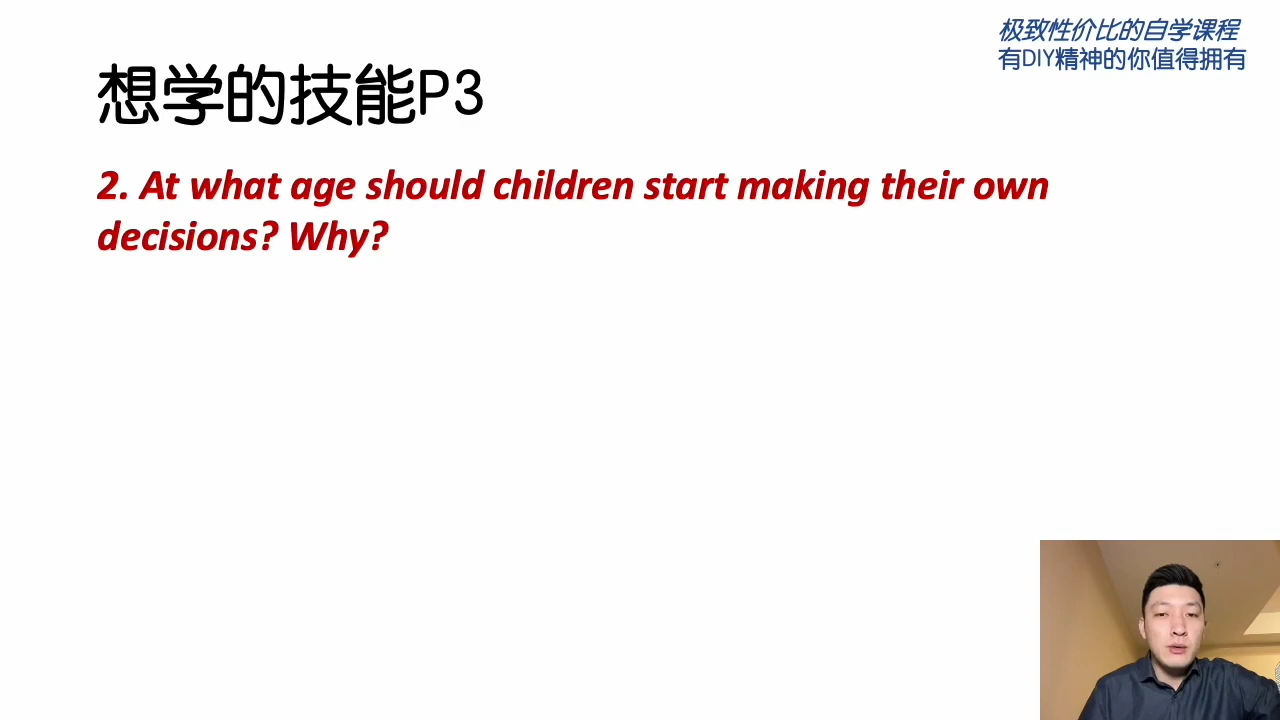 极致性价比的自学课程
有DIY精神的你值得拥有
想学的技能P3
2. At what age should children start making their own
decisions? Why?